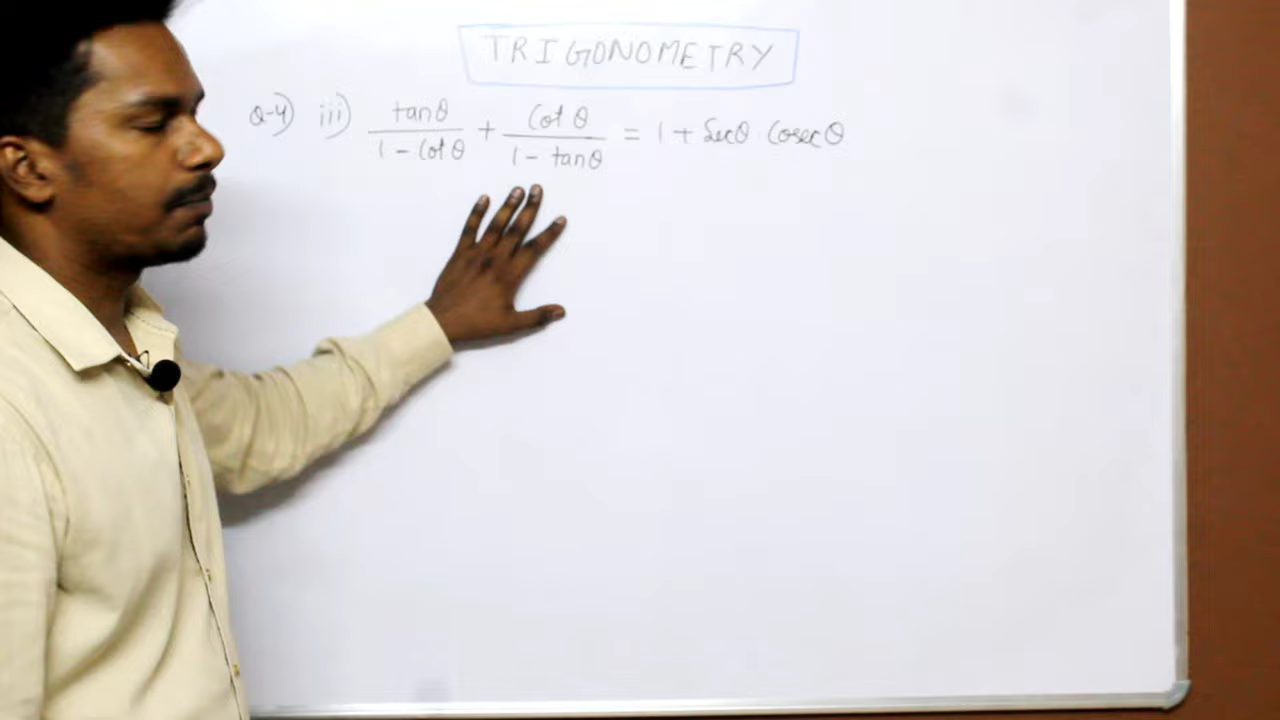 TRIGONOMETRY
Q-4) iii) tanθ/(1 - Cotθ) + Cotθ/(1 - tanθ) = 1 + Secθ · Cosecθ